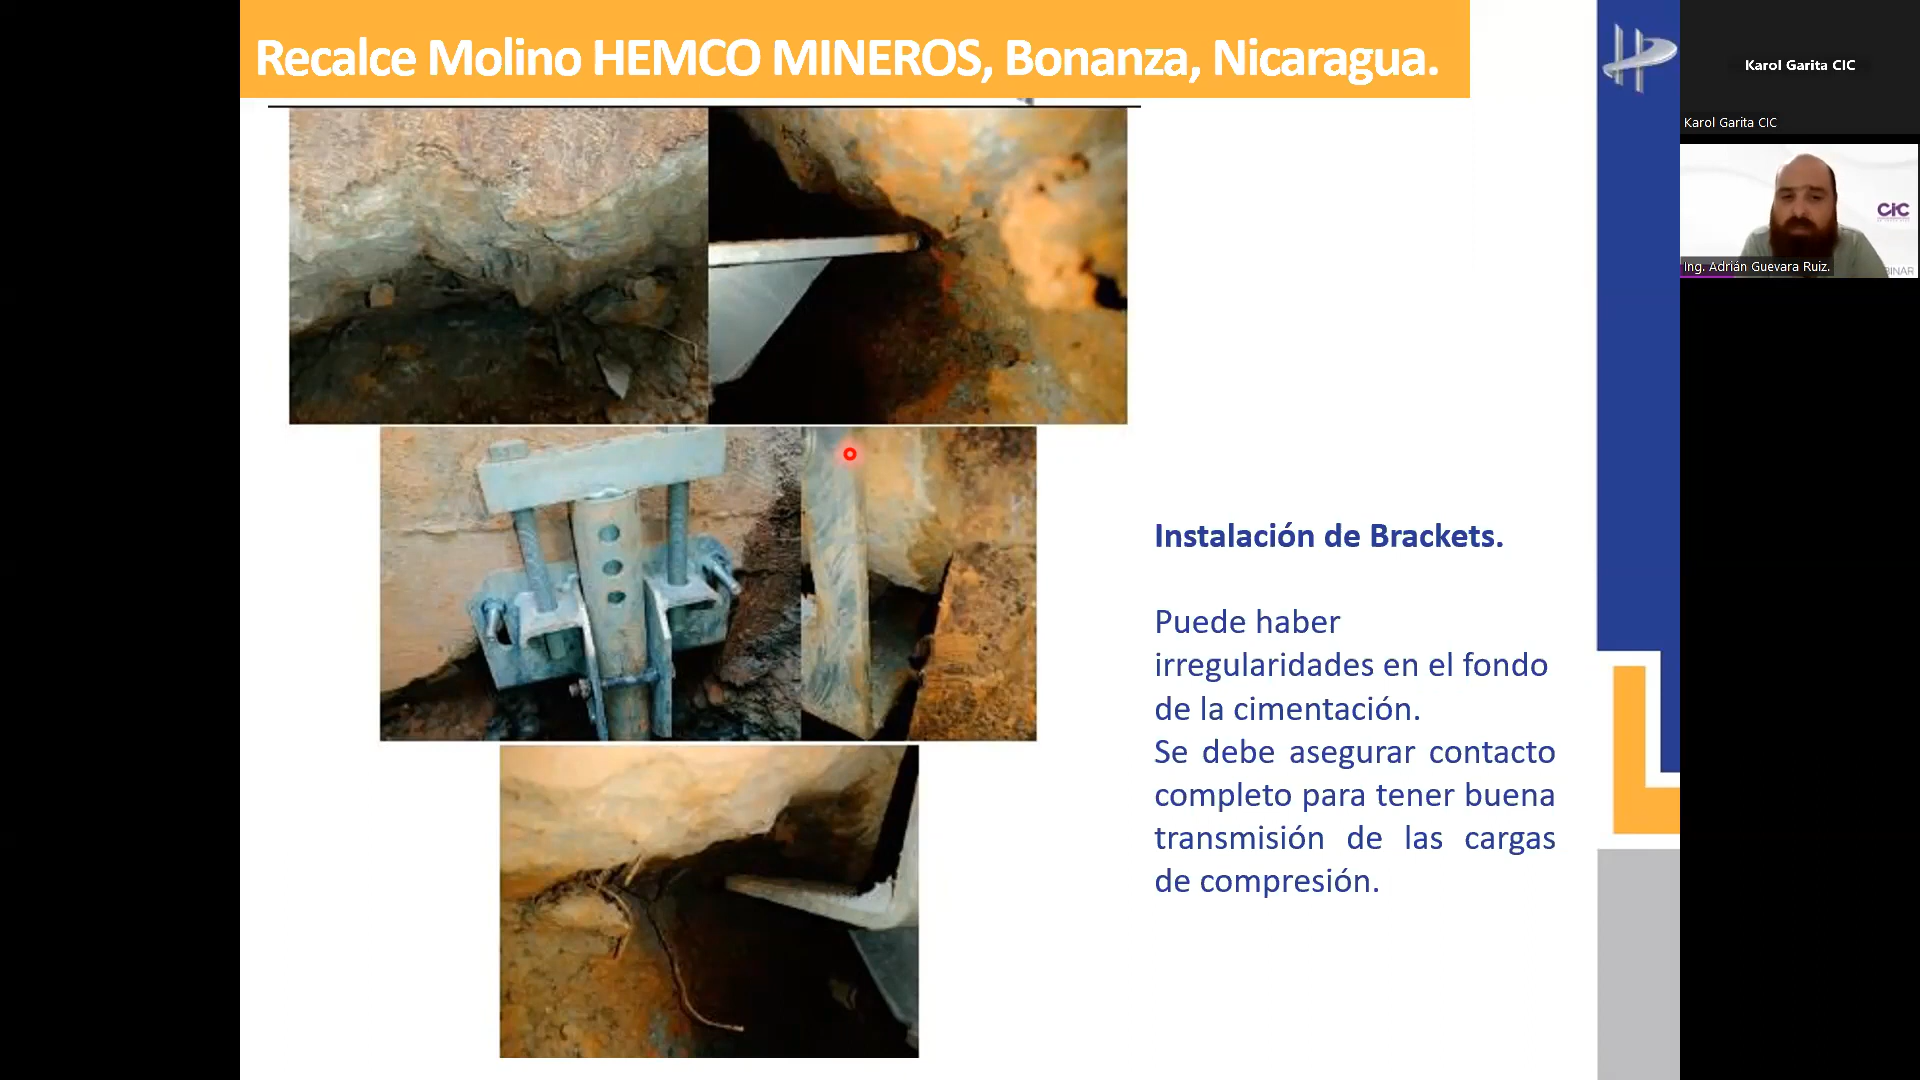 Recalce Molino HEMCO MINEROS, Bonanza, Nicaragua.
Karol Garita CIC
Karol Garita CIC
CIC
Ing. Adrián Guevara Ruiz.
INAR
Instalación de Brackets.
Puede haber
irregularidades en el fondo
de la cimentación.
Se debe asegurar contacto
completo para tener buena
transmisión de las cargas
de compresión.